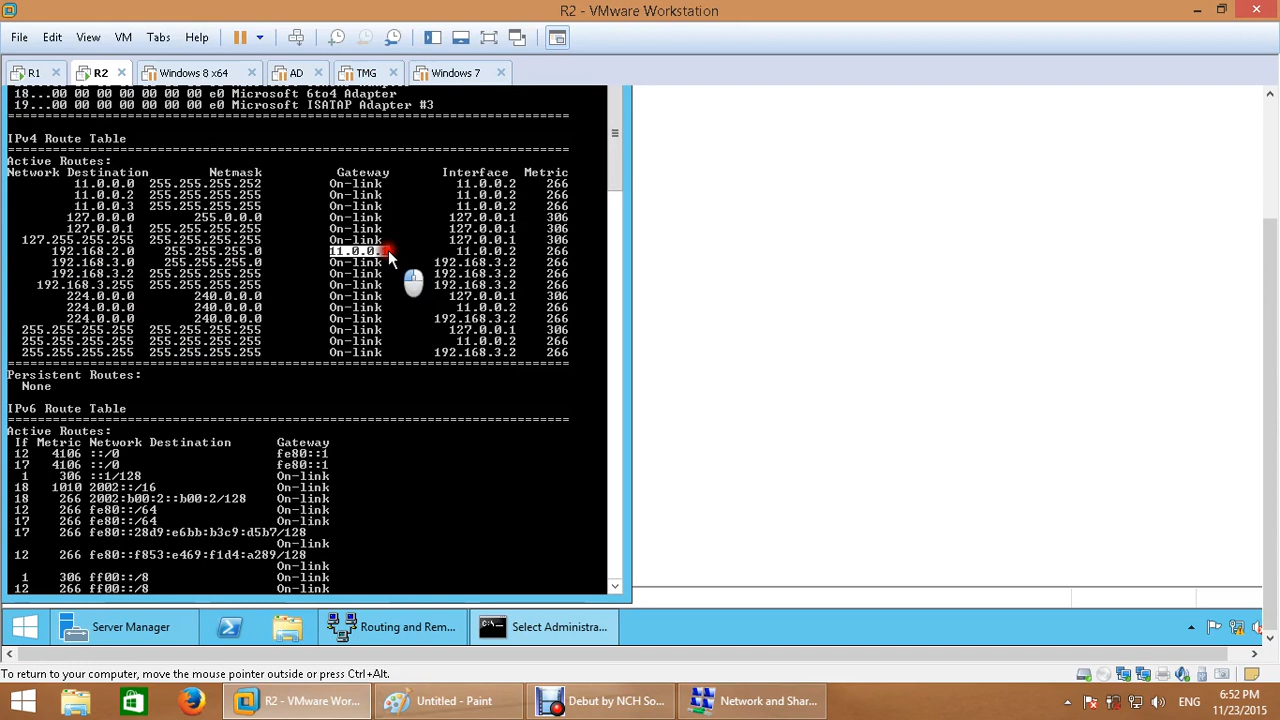 R2 - VMware Workstation
File Edit View VM Tabs Help
R1 R2 Windows 8 x64 AD TMG Windows 7
18...00 00 00 00 00 00 e0 Microsoft 6to4 Adapter
19...00 00 00 00 00 00 e0 Microsoft ISATAP Adapter #3
===========================================================================
IPv4 Route Table
===========================================================================
Active Routes:
Network Destination Netmask Gateway Interface Metric
11.0.0.0 255.255.255.252 On-link 11.0.0.2 266
11.0.0.2 255.255.255.255 On-link 11.0.0.2 266
11.0.0.3 255.255.255.255 On-link 11.0.0.2 266
127.0.0.0 255.0.0.0 On-link 127.0.0.1 306
127.0.0.1 255.255.255.255 On-link 127.0.0.1 306
127.255.255.255 255.255.255.255 On-link 127.0.0.1 306
192.168.2.0 255.255.255.0 11.0.0. 11.0.0.2 266
192.168.3.0 255.255.255.0 On-link 192.168.3.2 266
192.168.3.2 255.255.255.255 On-link 192.168.3.2 266
192.168.3.255 255.255.255.255 On-link 192.168.3.2 266
224.0.0.0 240.0.0.0 On-link 127.0.0.1 306
224.0.0.0 240.0.0.0 On-link 11.0.0.2 266
224.0.0.0 240.0.0.0 On-link 192.168.3.2 266
255.255.255.255 255.255.255.255 On-link 127.0.0.1 306
255.255.255.255 255.255.255.255 On-link 11.0.0.2 266
255.255.255.255 255.255.255.255 On-link 192.168.3.2 266
===========================================================================
Persistent Routes:
None
IPv6 Route Table
===========================================================================
Active Routes:
If Metric Network Destination Gateway
12 4106 ::/0 fe80::1
17 4106 ::/0 fe80::1
1 306 ::1/128 On-link
18 1010 2002::/16 On-link
18 266 2002:b00:2::b00:2/128 On-link
12 266 fe80::/64 On-link
17 266 fe80::/64 On-link
17 266 fe80::28d9:e6bb:b3c9:d5b7/128
On-link
12 266 fe80::f853:e469:f1d4:a289/128
On-link
1 306 ff00::/8 On-link
12 266 ff00::/8 On-link
Server Manager Routing and Rem... Select Administra...
To return to your computer, move the mouse pointer outside or press Ctrl+Alt.
R2 - VMware Wor... Untitled - Paint Debut by NCH So... Network and Shar... ENG 6:52 PM
11/23/2015